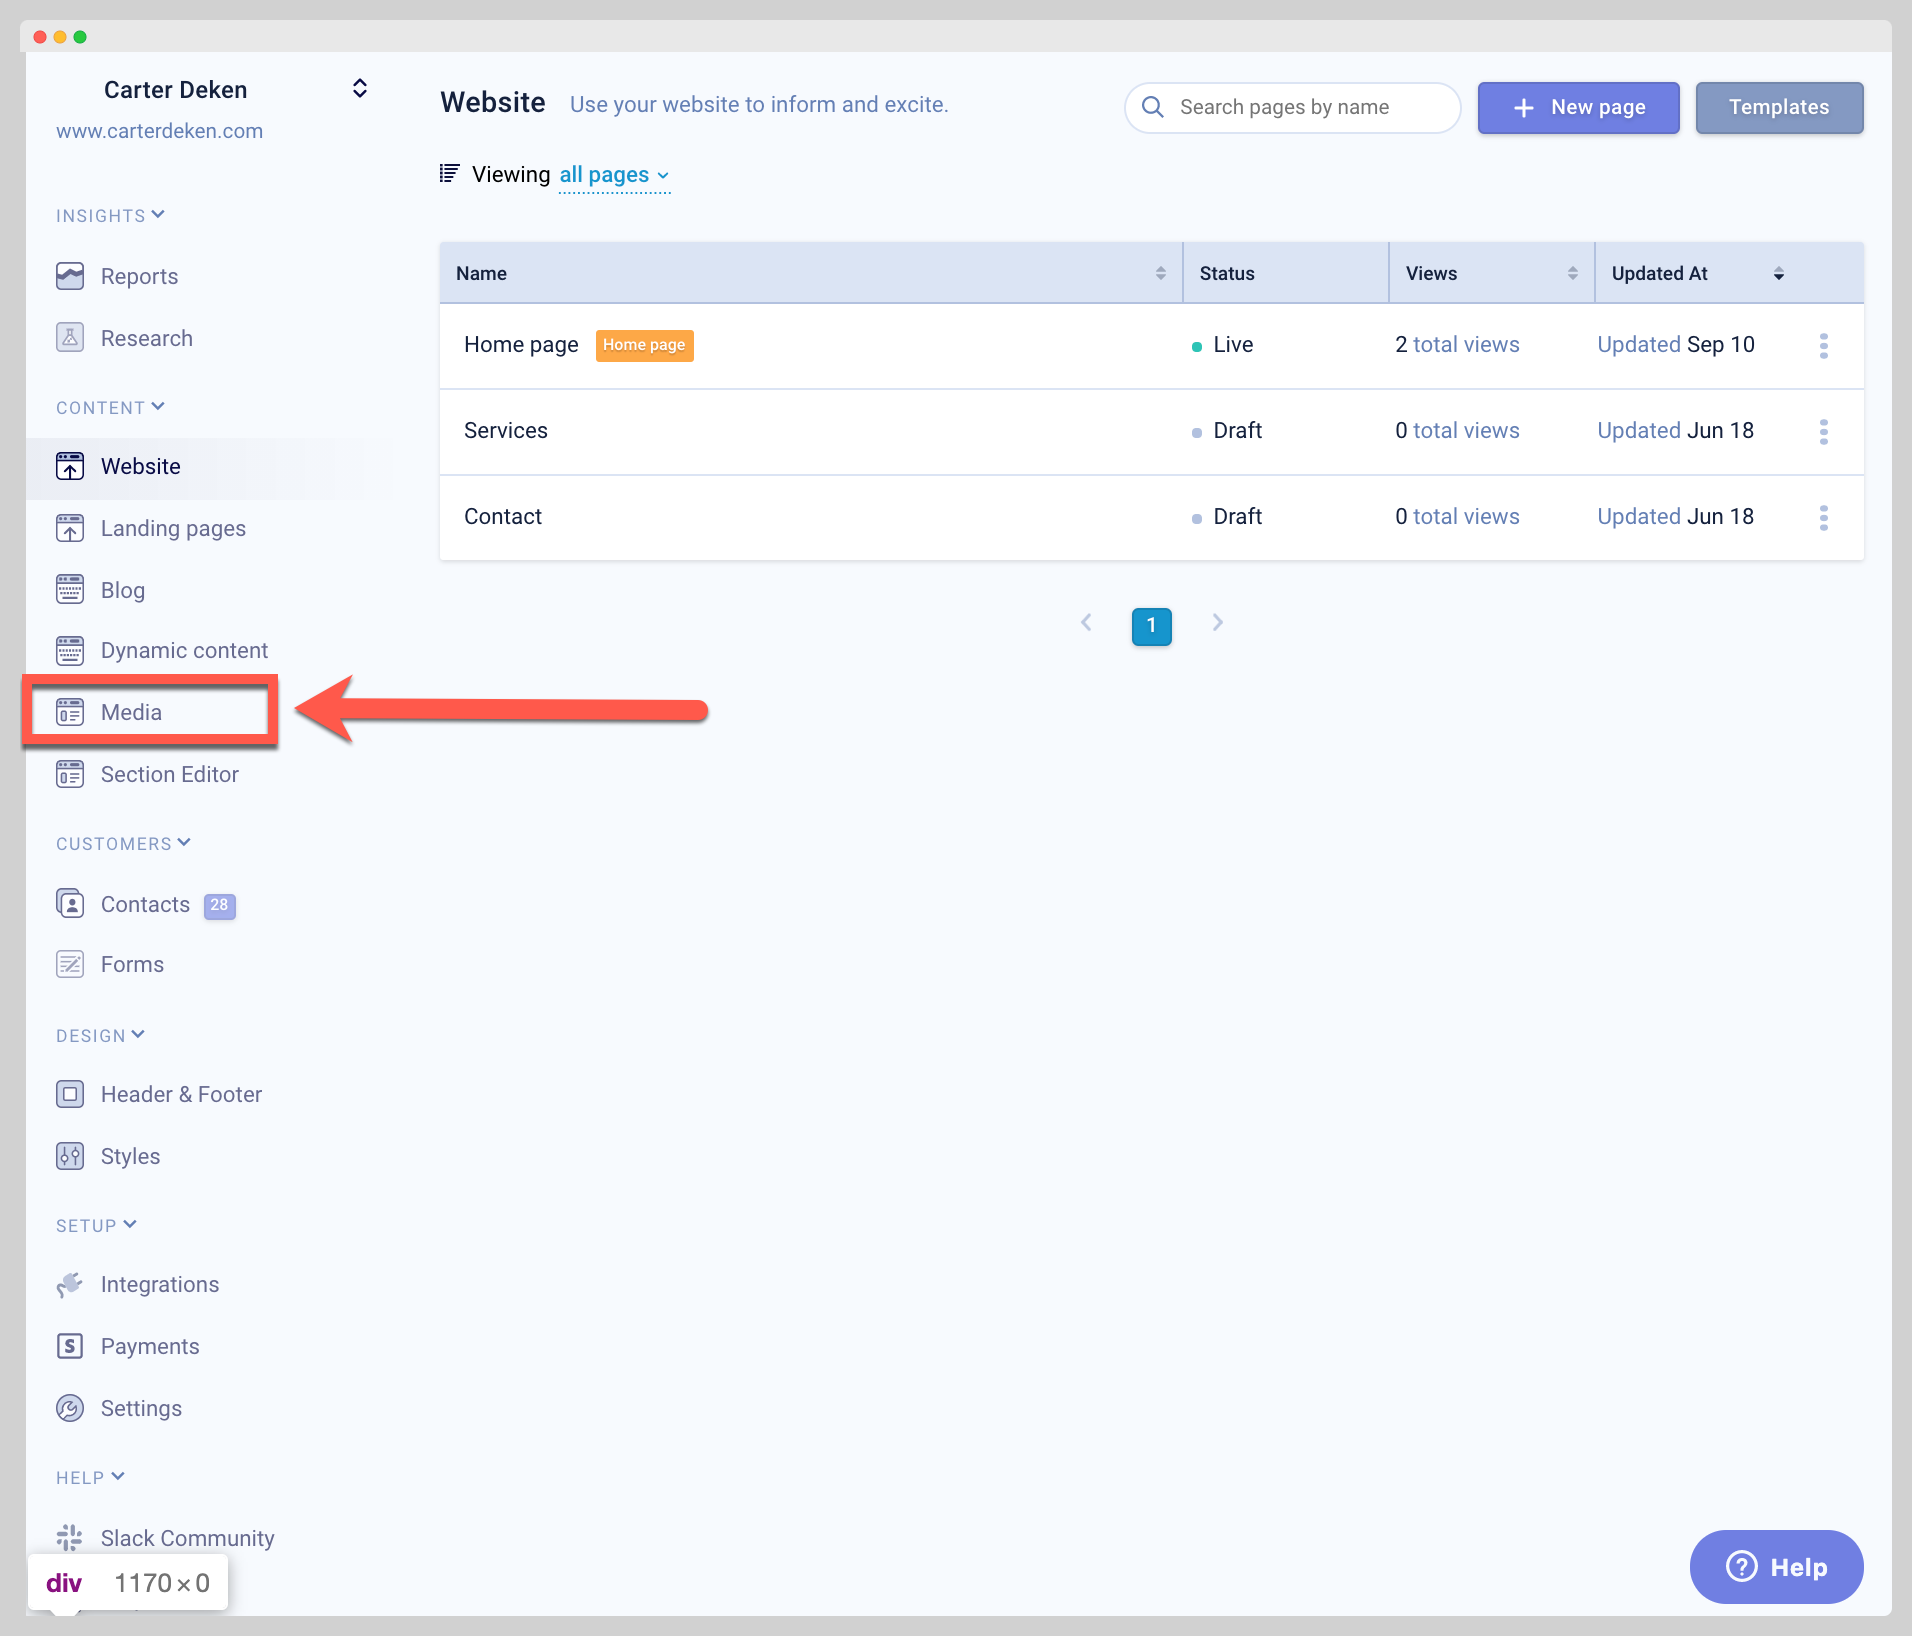 Carter Deken
www.carterdeken.com
INSIGHTS
Reports
Research
CONTENT
Website
Landing pages
Blog
Dynamic content
Media
Section Editor
CUSTOMERS
Contacts 28
Forms
DESIGN
Header & Footer
Styles
SETUP
Integrations
Payments
Settings
HELP
Slack Community
div 1170×0
Website Use your website to inform and excite.
Search pages by name
New page
Templates
Viewing all pages
Name Status Views Updated At
Home page Home page Live 2 total views Updated Sep 10
Services Draft 0 total views Updated Jun 18
Contact Draft 0 total views Updated Jun 18
1
Help